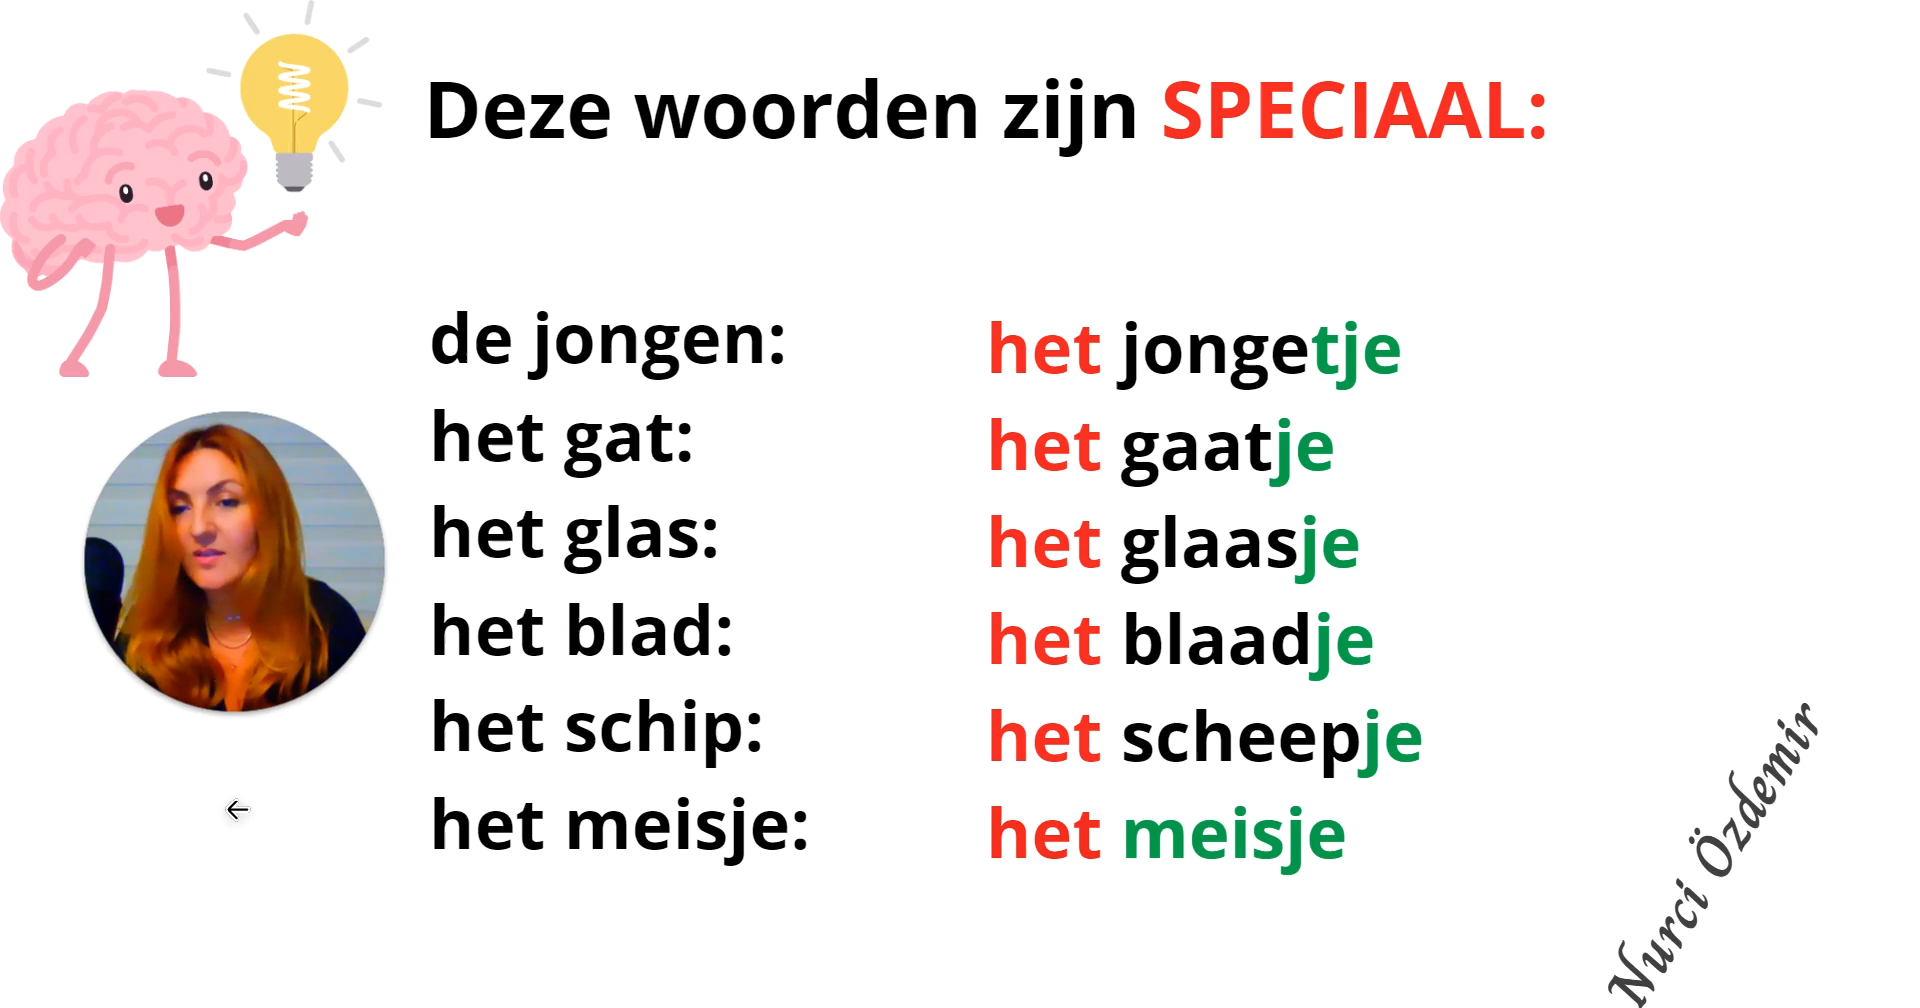 Deze woorden zijn SPECIAAL:
de jongen: het jongetje
het gat: het gaatje
het glas: het glaasje
het blad: het blaadje
het schip: het scheepje
het meisje: het meisje
Nurci Özdemir